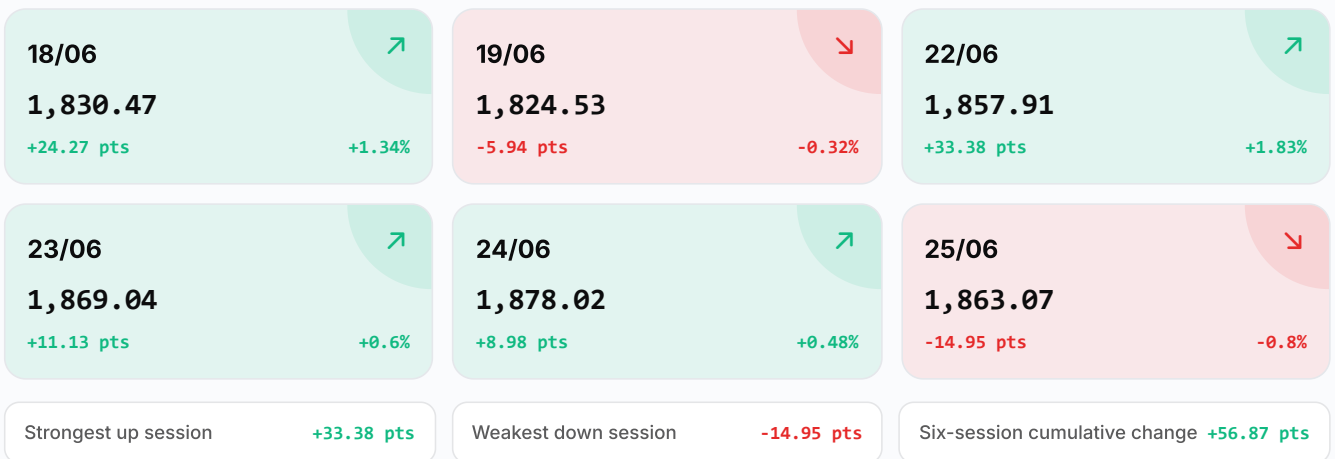 18/06
1,830.47
+24.27 pts +1.34%
19/06
1,824.53
-5.94 pts -0.32%
22/06
1,857.91
+33.38 pts +1.83%
23/06
1,869.04
+11.13 pts +0.6%
24/06
1,878.02
+8.98 pts +0.48%
25/06
1,863.07
-14.95 pts -0.8%
Strongest up session +33.38 pts
Weakest down session -14.95 pts
Six-session cumulative change +56.87 pts